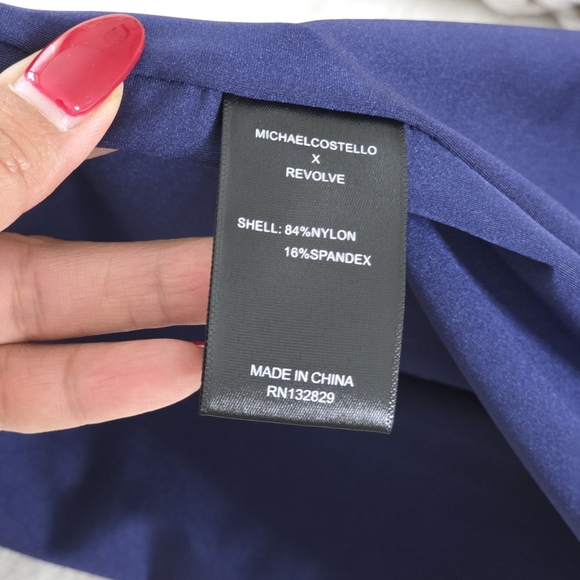 MICHAELCOSTELLO
X
REVOLVE
SHELL: 84%NYLON
16%SPANDEX
MADE IN CHINA
RN132829